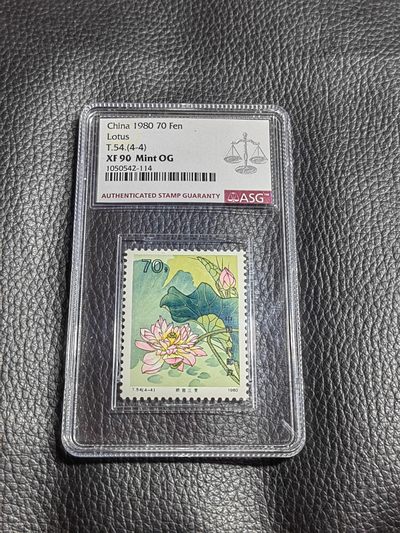 China 1980 70 Fen
Lotus
T.54.(4-4)
XF 90 Mint OG
1050542-114
AUTHENTICATED STAMP GUARANTY ASG
70分
T.54(4-4)
1980